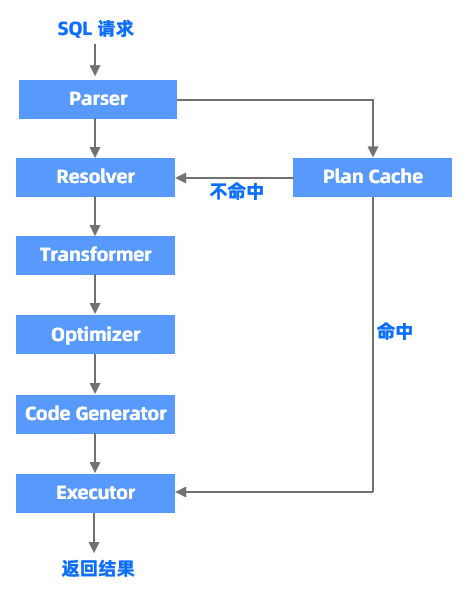 SQL 请求
Parser
Resolver
不命中
Plan Cache
Transformer
Optimizer
命中
Code Generator
Executor
返回结果